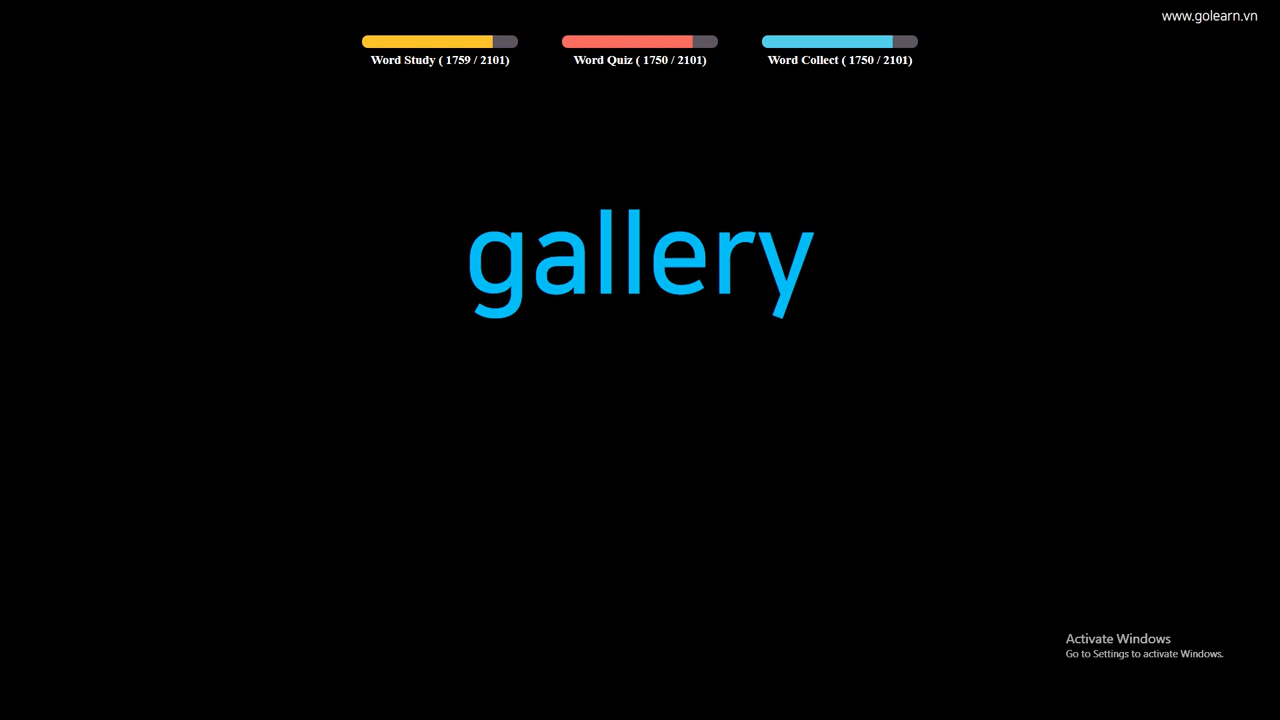 www.golearn.vn
Word Study ( 1759 / 2101)
Word Quiz ( 1750 / 2101)
Word Collect ( 1750 / 2101)
gallery
Activate Windows
Go to Settings to activate Windows.